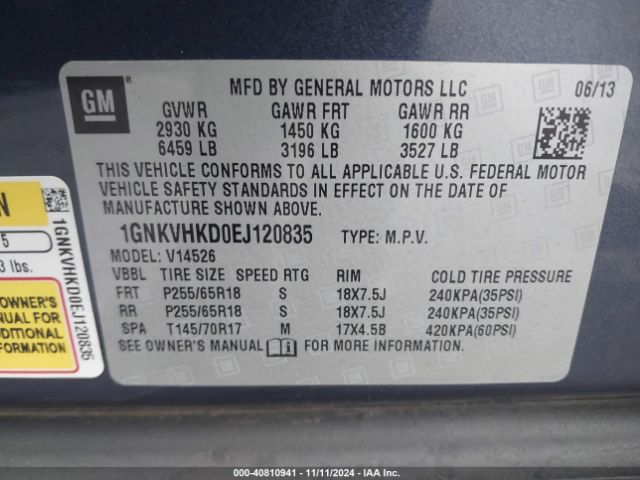 GM
MFD BY GENERAL MOTORS LLC 06/13
GVWR GAWR FRT GAWR RR
2930 KG 1450 KG 1600 KG
6459 LB 3196 LB 3527 LB
THIS VEHICLE CONFORMS TO ALL APPLICABLE U.S. FEDERAL MOTOR
VEHICLE SAFETY STANDARDS IN EFFECT ON THE DATE OF
MANUFACTURE SHOWN ABOVE.
1GNKVHKD0EJ120835 TYPE: M.P.V.
MODEL: V14526
VBBL TIRE SIZE SPEED RTG RIM COLD TIRE PRESSURE
FRT P255/65R18 S 18X7.5J 240KPA(35PSI)
RR P255/65R18 S 18X7.5J 240KPA(35PSI)
SPA T145/70R17 M 17X4.5B 420KPA(60PSI)
SEE OWNER'S MANUAL i FOR MORE INFORMATION.
N
5
3 lbs.
OWNER'S
MANUAL FOR
ADDITIONAL
INFORMATION
1GNKVHKD0EJ120835
000-40810941 - 11/11/2024 - IAAI.COM